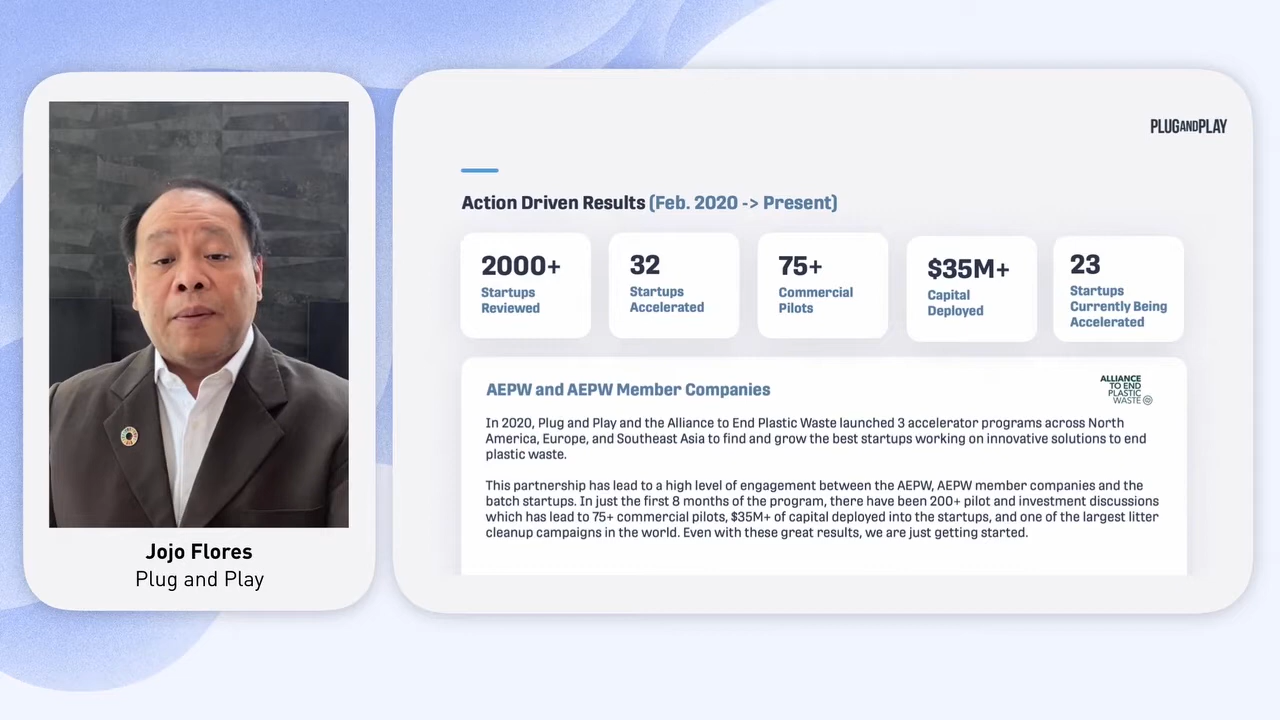 PLUGANDPLAY
Action Driven Results (Feb. 2020 -> Present)
2000+
Startups
Reviewed
32
Startups
Accelerated
75+
Commercial
Pilots
$35M+
Capital
Deployed
23
Startups
Currently Being
Accelerated
AEPW and AEPW Member Companies
ALLIANCE
TO END
PLASTIC
WASTE
In 2020, Plug and Play and the Alliance to End Plastic Waste launched 3 accelerator programs across North
America, Europe, and Southeast Asia to find and grow the best startups working on innovative solutions to end
plastic waste.
This partnership has lead to a high level of engagement between the AEPW, AEPW member companies and the
batch startups. In just the first 8 months of the program, there have been 200+ pilot and investment discussions
which has lead to 75+ commercial pilots, $35M+ of capital deployed into the startups, and one of the largest litter
cleanup campaigns in the world. Even with these great results, we are just getting started.
Jojo Flores
Plug and Play